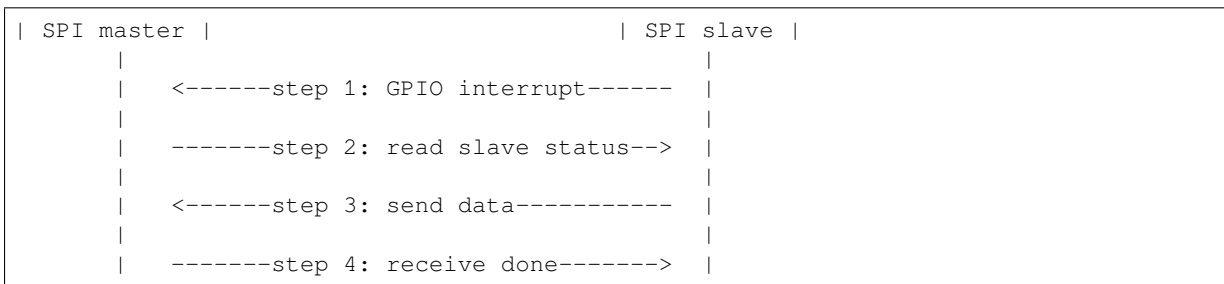 | SPI master |                                 | SPI slave |
       |                                               |
       |   <------step 1: GPIO interrupt------  |
       |                                               |
       |   -------step 2: read slave status-->  |
       |                                               |
       |   <------step 3: send data-----------  |
       |                                               |
       |   -------step 4: receive done------->  |